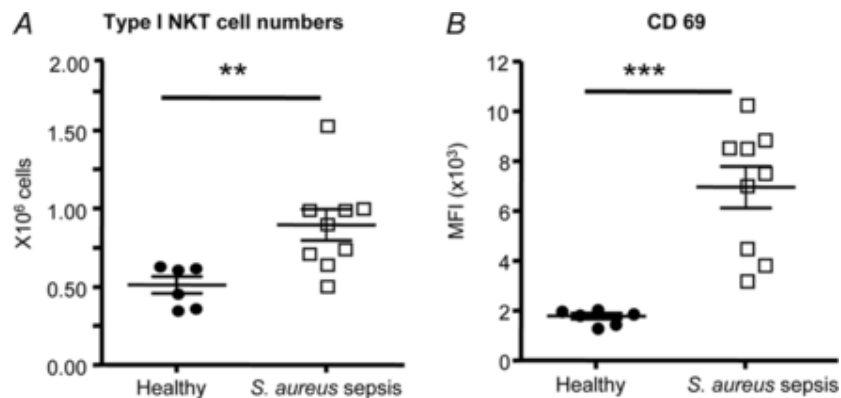 A
Type I NKT cell numbers
2.00
1.50
1.00
0.50
0.00
X10⁶ cells
**
Healthy
S. aureus sepsis
B
CD 69
12
10
8
6
4
2
0
MFI (x10³)
***
Healthy
S. aureus sepsis